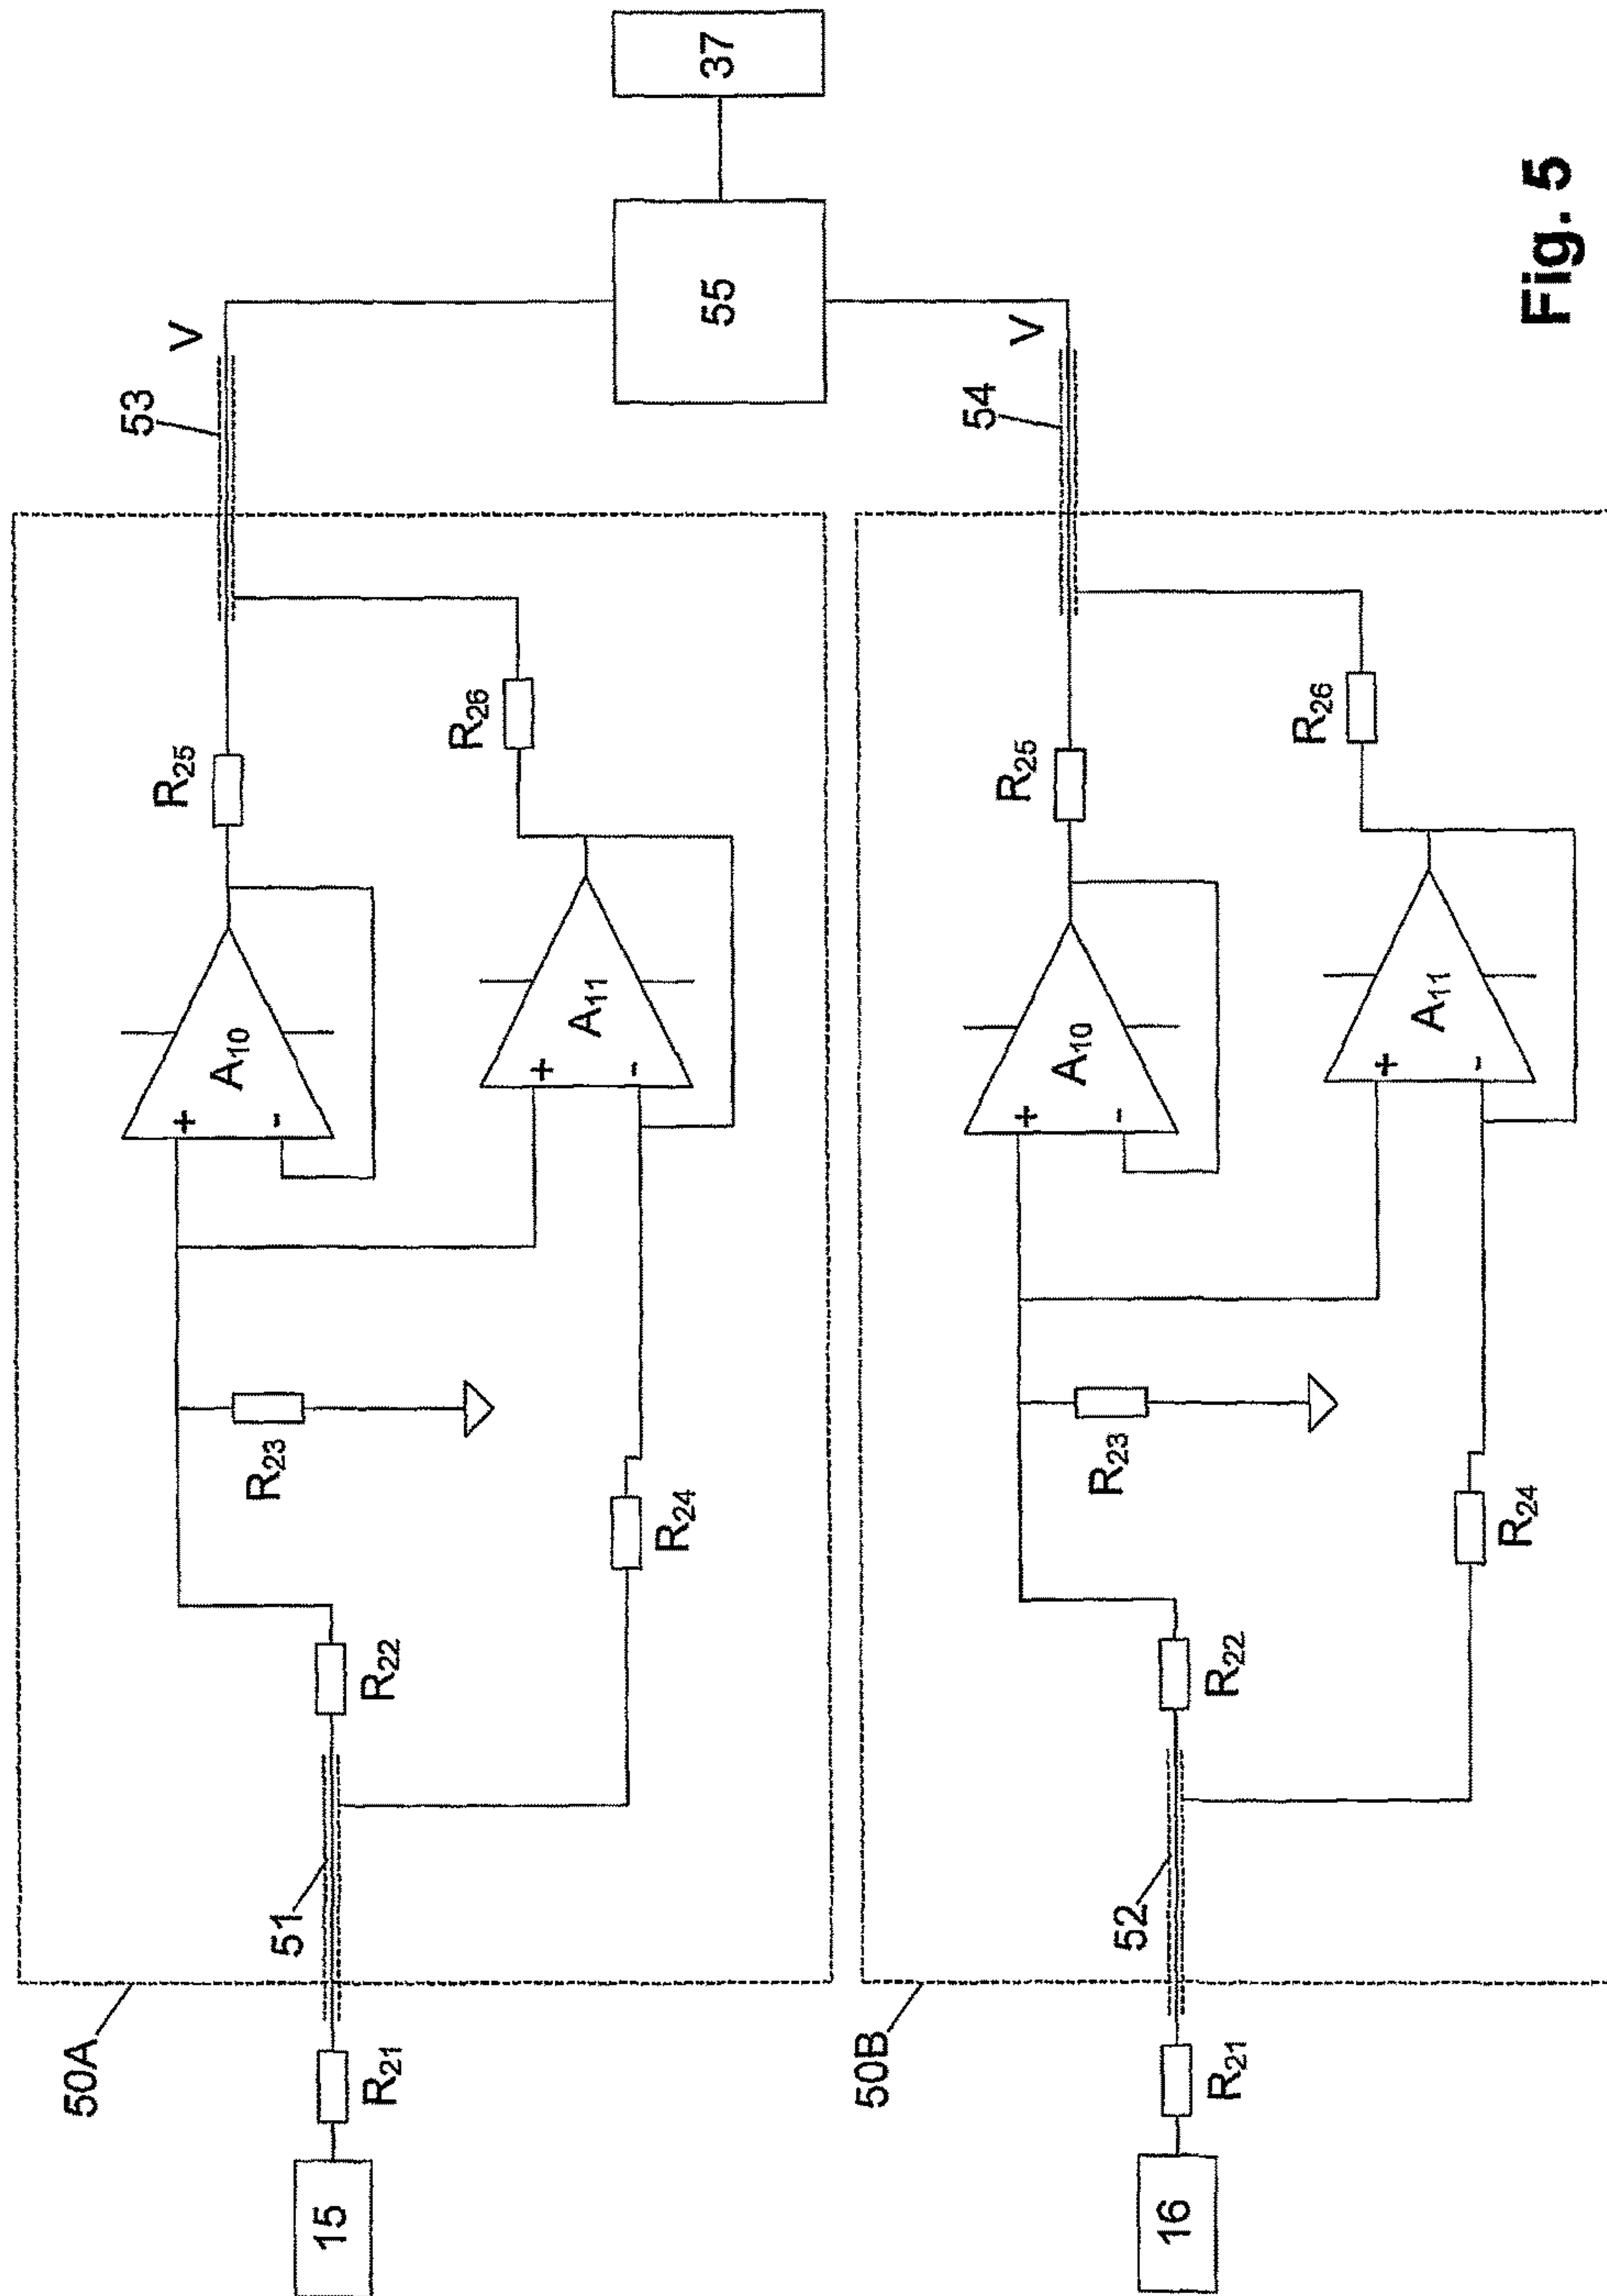 50A
15
R21
51
R22
R23
R24
+
-
A10
+
-
A11
R25
R26
53
V
50B
16
R21
52
R22
R23
R24
+
-
A10
+
-
A11
R25
R26
54
V
55
37
Fig. 5